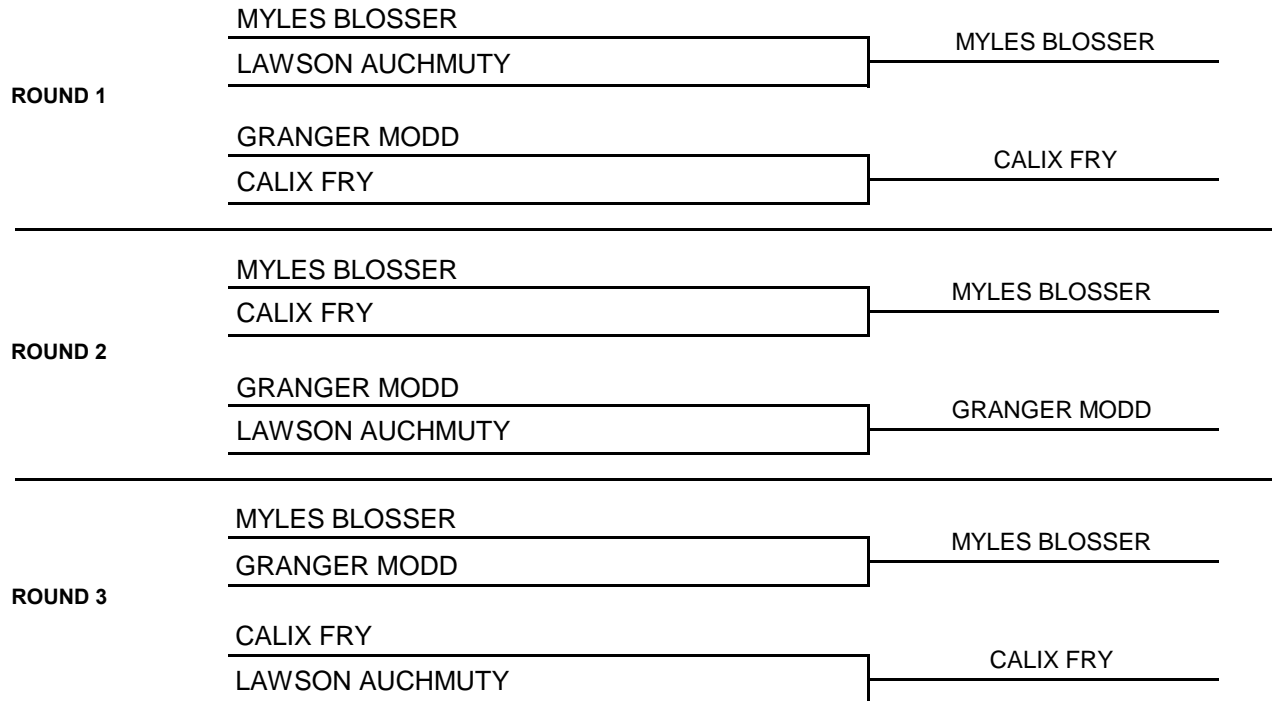 MYLES BLOSSER
MYLES BLOSSER
LAWSON AUCHMUTY
ROUND 1
GRANGER MODD
CALIX FRY
CALIX FRY
MYLES BLOSSER
MYLES BLOSSER
CALIX FRY
ROUND 2
GRANGER MODD
GRANGER MODD
LAWSON AUCHMUTY
MYLES BLOSSER
MYLES BLOSSER
GRANGER MODD
ROUND 3
CALIX FRY
CALIX FRY
LAWSON AUCHMUTY